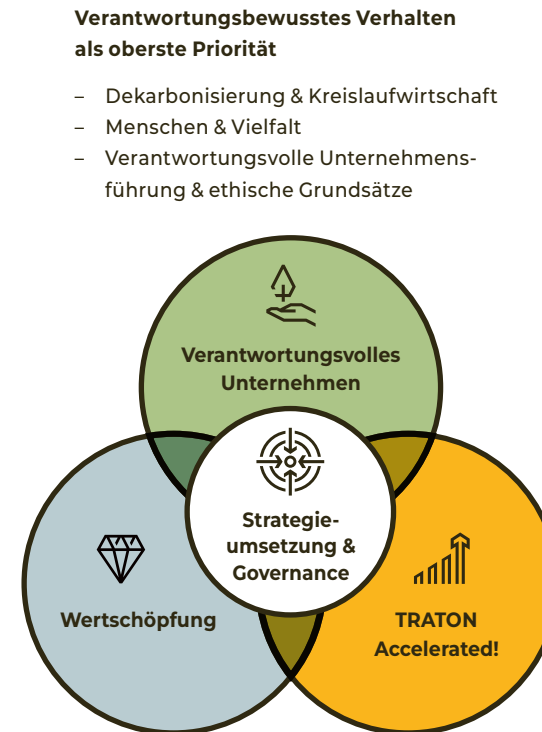 Verantwortungsbewusstes Verhalten
als oberste Priorität
– Dekarbonisierung & Kreislaufwirtschaft
– Menschen & Vielfalt
– Verantwortungsvolle Unternehmens-
führung & ethische Grundsätze
Verantwortungsvolles
Unternehmen
Strategie-
umsetzung &
Governance
Wertschöpfung
TRATON
Accelerated!